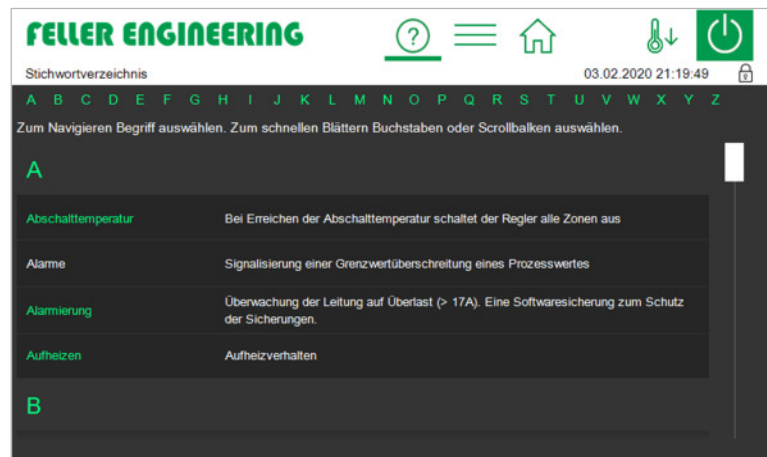 FELLER ENGINEERING
?
Stichwortverzeichnis
03.02.2020 21:19:49
A B C D E F G H I J K L M N O P Q R S T U V W X Y Z
Zum Navigieren Begriff auswählen. Zum schnellen Blättern Buchstaben oder Scrollbalken auswählen.
A
Abschalttemperatur Bei Erreichen der Abschalttemperatur schaltet der Regler alle Zonen aus
Alarme Signalisierung einer Grenzwertüberschreitung eines Prozesswertes
Alarmierung Überwachung der Leitung auf Überlast (> 17A). Eine Softwaresicherung zum Schutz
der Sicherungen.
Aufheizen Aufheizverhalten
B